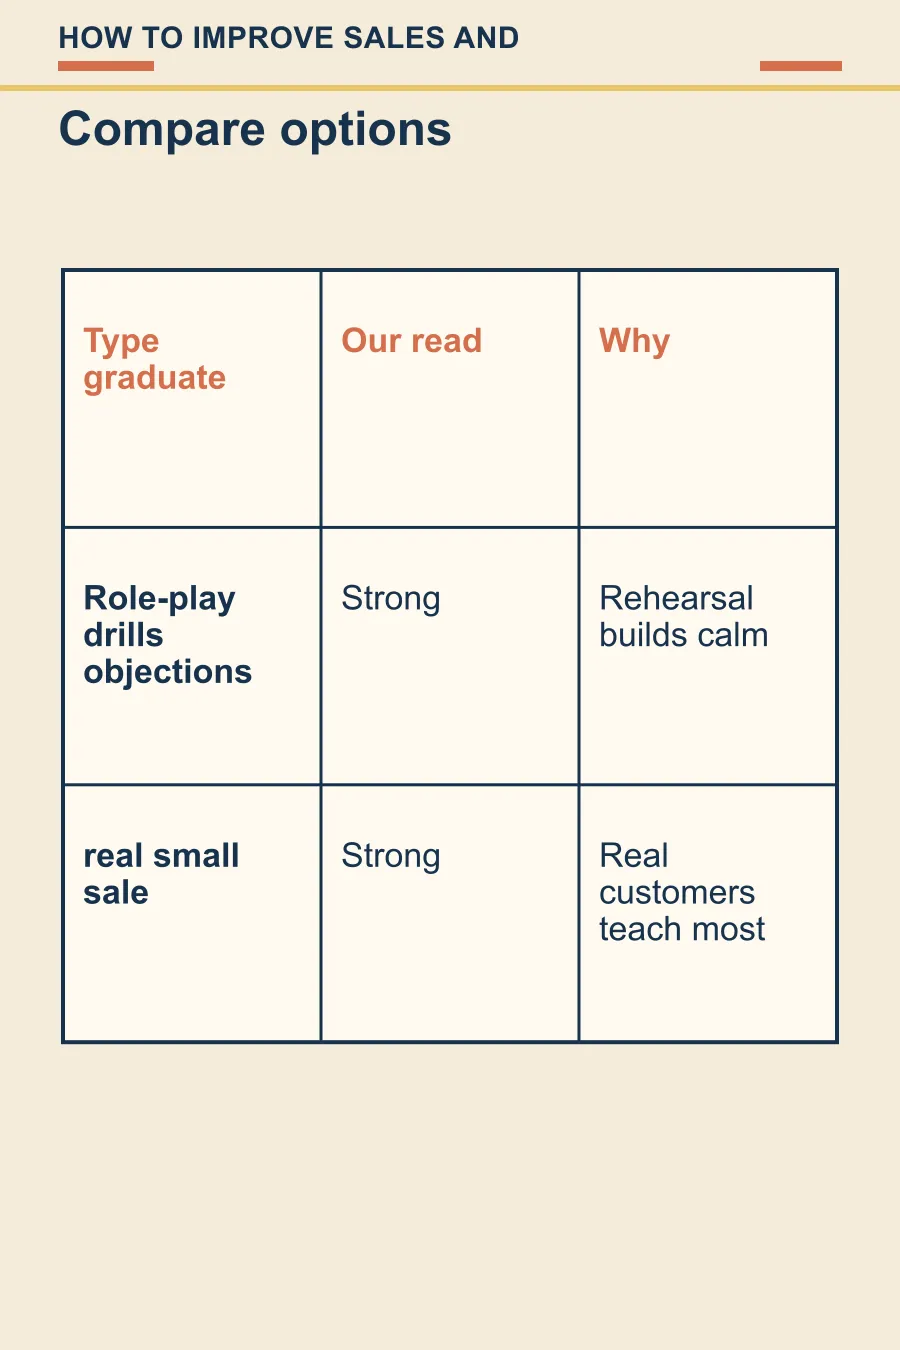 HOW TO IMPROVE SALES AND
Compare options
Type
graduate
Our read
Why
Role-play
drills
objections
Strong
Rehearsal
builds calm
real small
sale
Strong
Real
customers
teach most